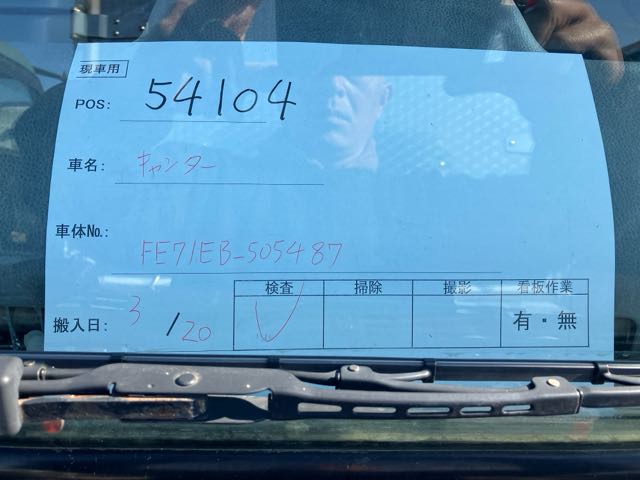 現車用
POS: 54104
車名: キャンター
車体No.: FE71EB-505487
搬入日: 3/20
検査 掃除 撮影 看板作業
有・無